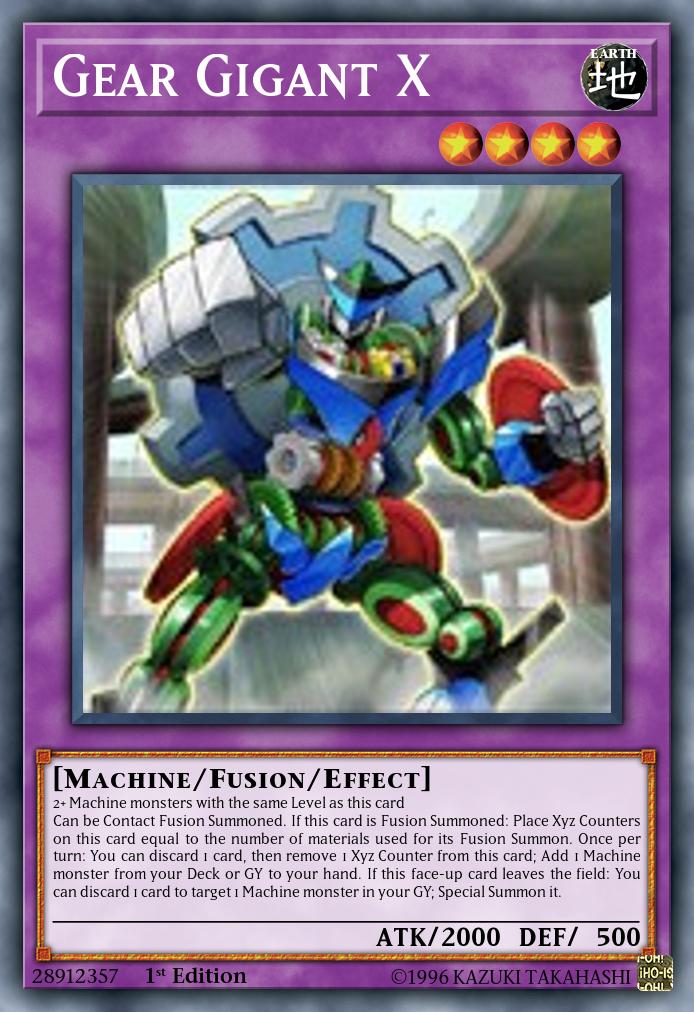 GEAR GIGANT X
EARTH
地
[MACHINE/FUSION/EFFECT]
2+ Machine monsters with the same Level as this card
Can be Contact Fusion Summoned. If this card is Fusion Summoned: Place Xyz Counters
on this card equal to the number of materials used for its Fusion Summon. Once per
turn: You can discard 1 card, then remove 1 Xyz Counter from this card; Add 1 Machine
monster from your Deck or GY to your hand. If this face-up card leaves the field: You
can discard 1 card to target 1 Machine monster in your GY; Special Summon it.
ATK/2000 DEF/ 500
28912357 1st Edition ©1996 KAZUKI TAKAHASHI